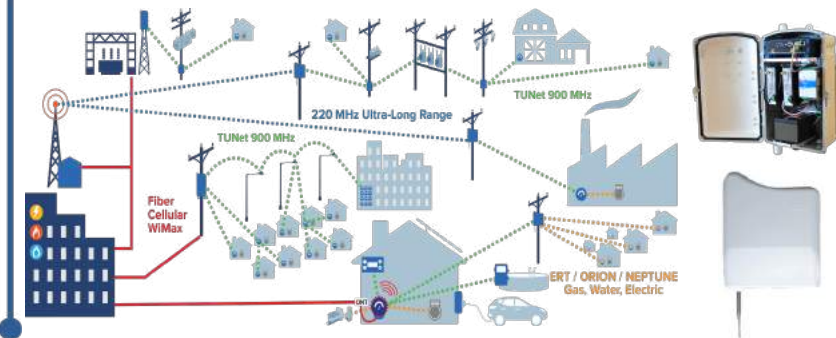 TUNet 900 MHz
220 MHz Ultra-Long Range
TUNet 900 MHz
Fiber
Cellular
WiMax
ERT / ORION / NEPTUNE
Gas, Water, Electric
ONT